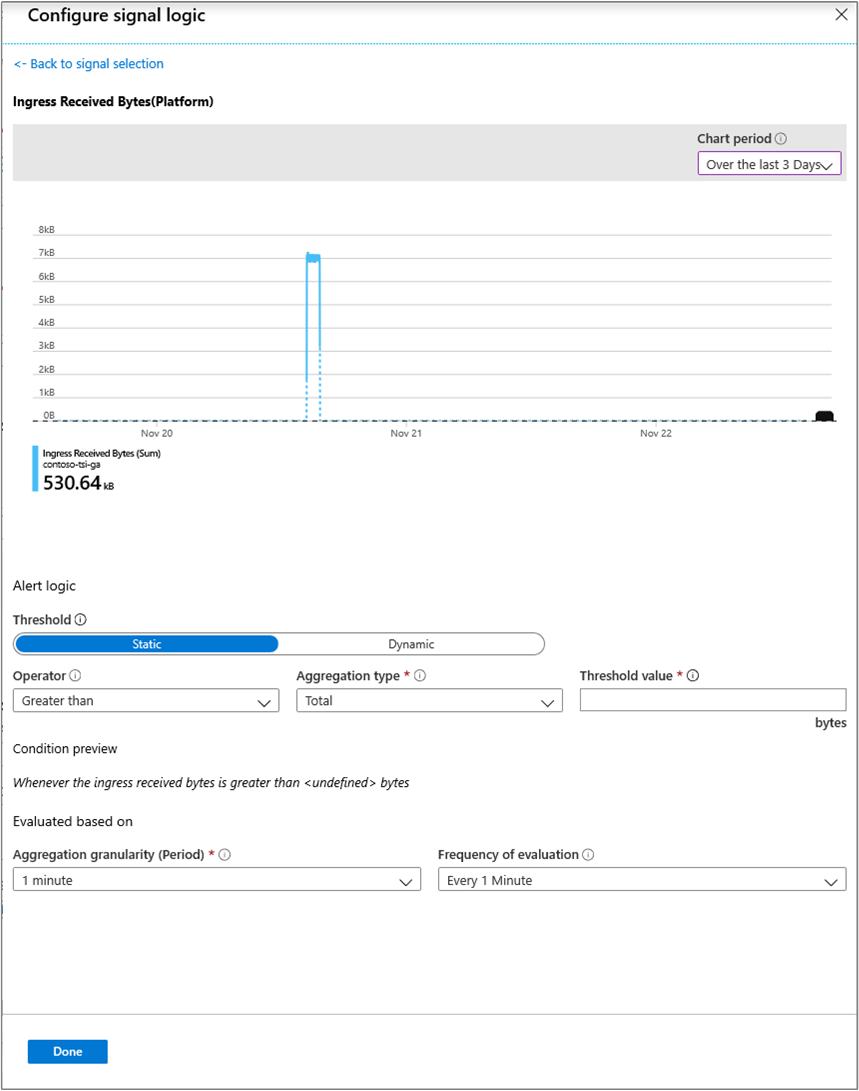 Configure signal logic
<- Back to signal selection
Ingress Received Bytes(Platform)
Chart period
Over the last 3 Days
8kB
7kB
6kB
5kB
4kB
3kB
2kB
1kB
0B
Nov 20 Nov 21 Nov 22
Ingress Received Bytes (Sum)
contoso-tsi-ga
530.64 kB
Alert logic
Threshold
Static Dynamic
Operator Aggregation type * Threshold value *
Greater than Total
bytes
Condition preview
Whenever the ingress received bytes is greater than <undefined> bytes
Evaluated based on
Aggregation granularity (Period) * Frequency of evaluation
1 minute Every 1 Minute
Done